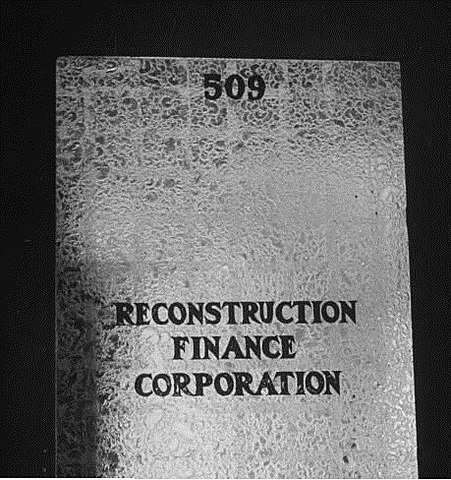 509
RECONSTRUCTION
FINANCE
CORPORATION